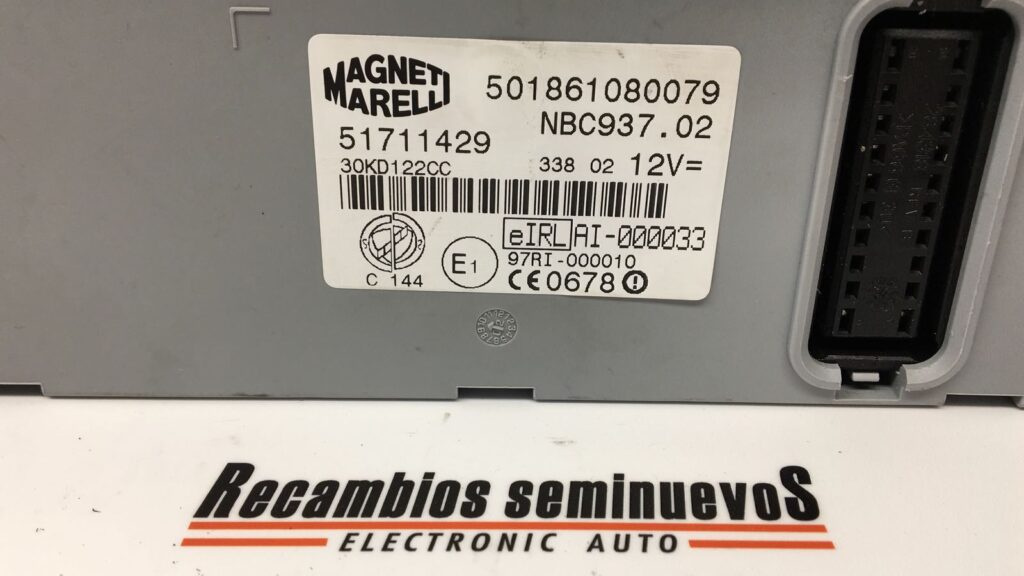 MAGNETI
MARELLI
501861080079
NBC937.02
51711429
30KD122CC 338 02 12V=
eIRL AI-000033
97RI-000010
C 144
E1
CE0678
Recambios seminuevoS
ELECTRONIC AUTO